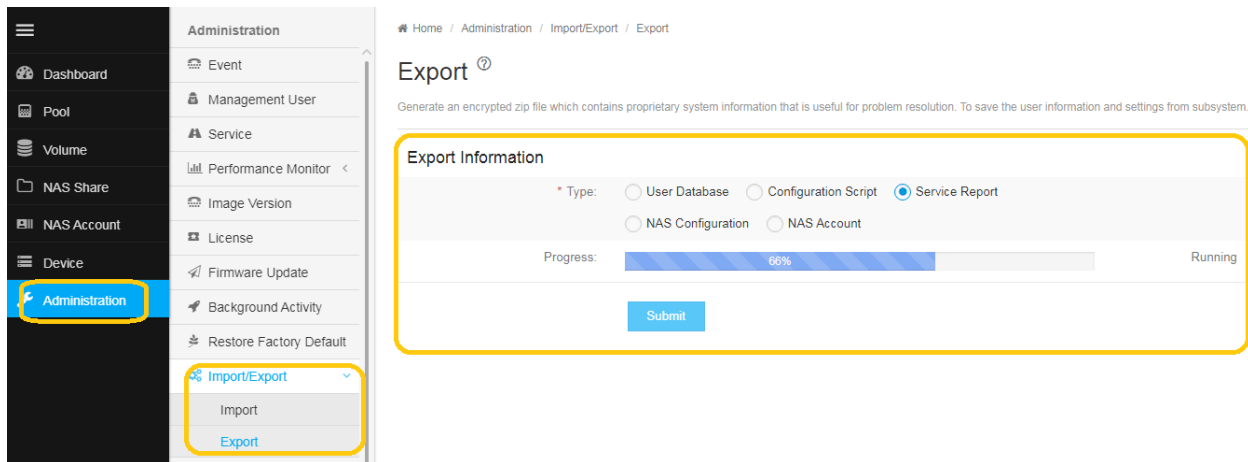 Dashboard
Pool
Volume
NAS Share
NAS Account
Device
Administration
Administration
Event
Management User
Service
Performance Monitor
Image Version
License
Firmware Update
Background Activity
Restore Factory Default
Import/Export
Import
Export
Home / Administration / Import/Export / Export
Export ?
Generate an encrypted zip file which contains proprietary system information that is useful for problem resolution. To save the user information and settings from subsystem.
Export Information
* Type: User Database Configuration Script Service Report
NAS Configuration NAS Account
Progress: 66% Running
Submit